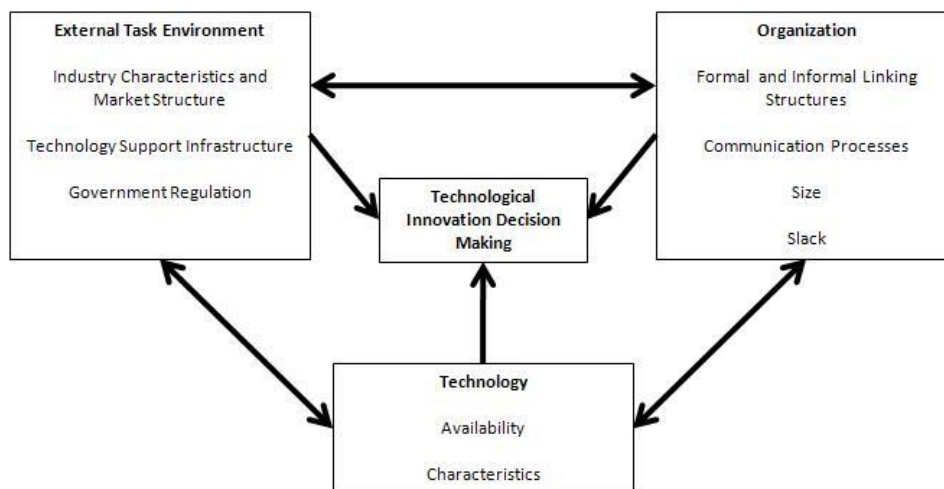 External Task Environment
Industry Characteristics and
Market Structure
Technology Support Infrastructure
Government Regulation
Organization
Formal and Informal Linking
Structures
Communication Processes
Size
Slack
Technological
Innovation Decision
Making
Technology
Availability
Characteristics